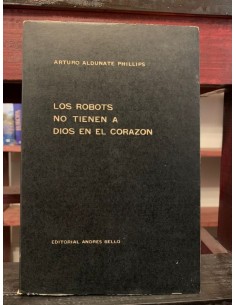 ARTURO ALDUNATE PHILLIPS
LOS ROBOTS
NO TIENEN A
DIOS EN EL CORAZON
EDITORIAL ANDRES BELLO